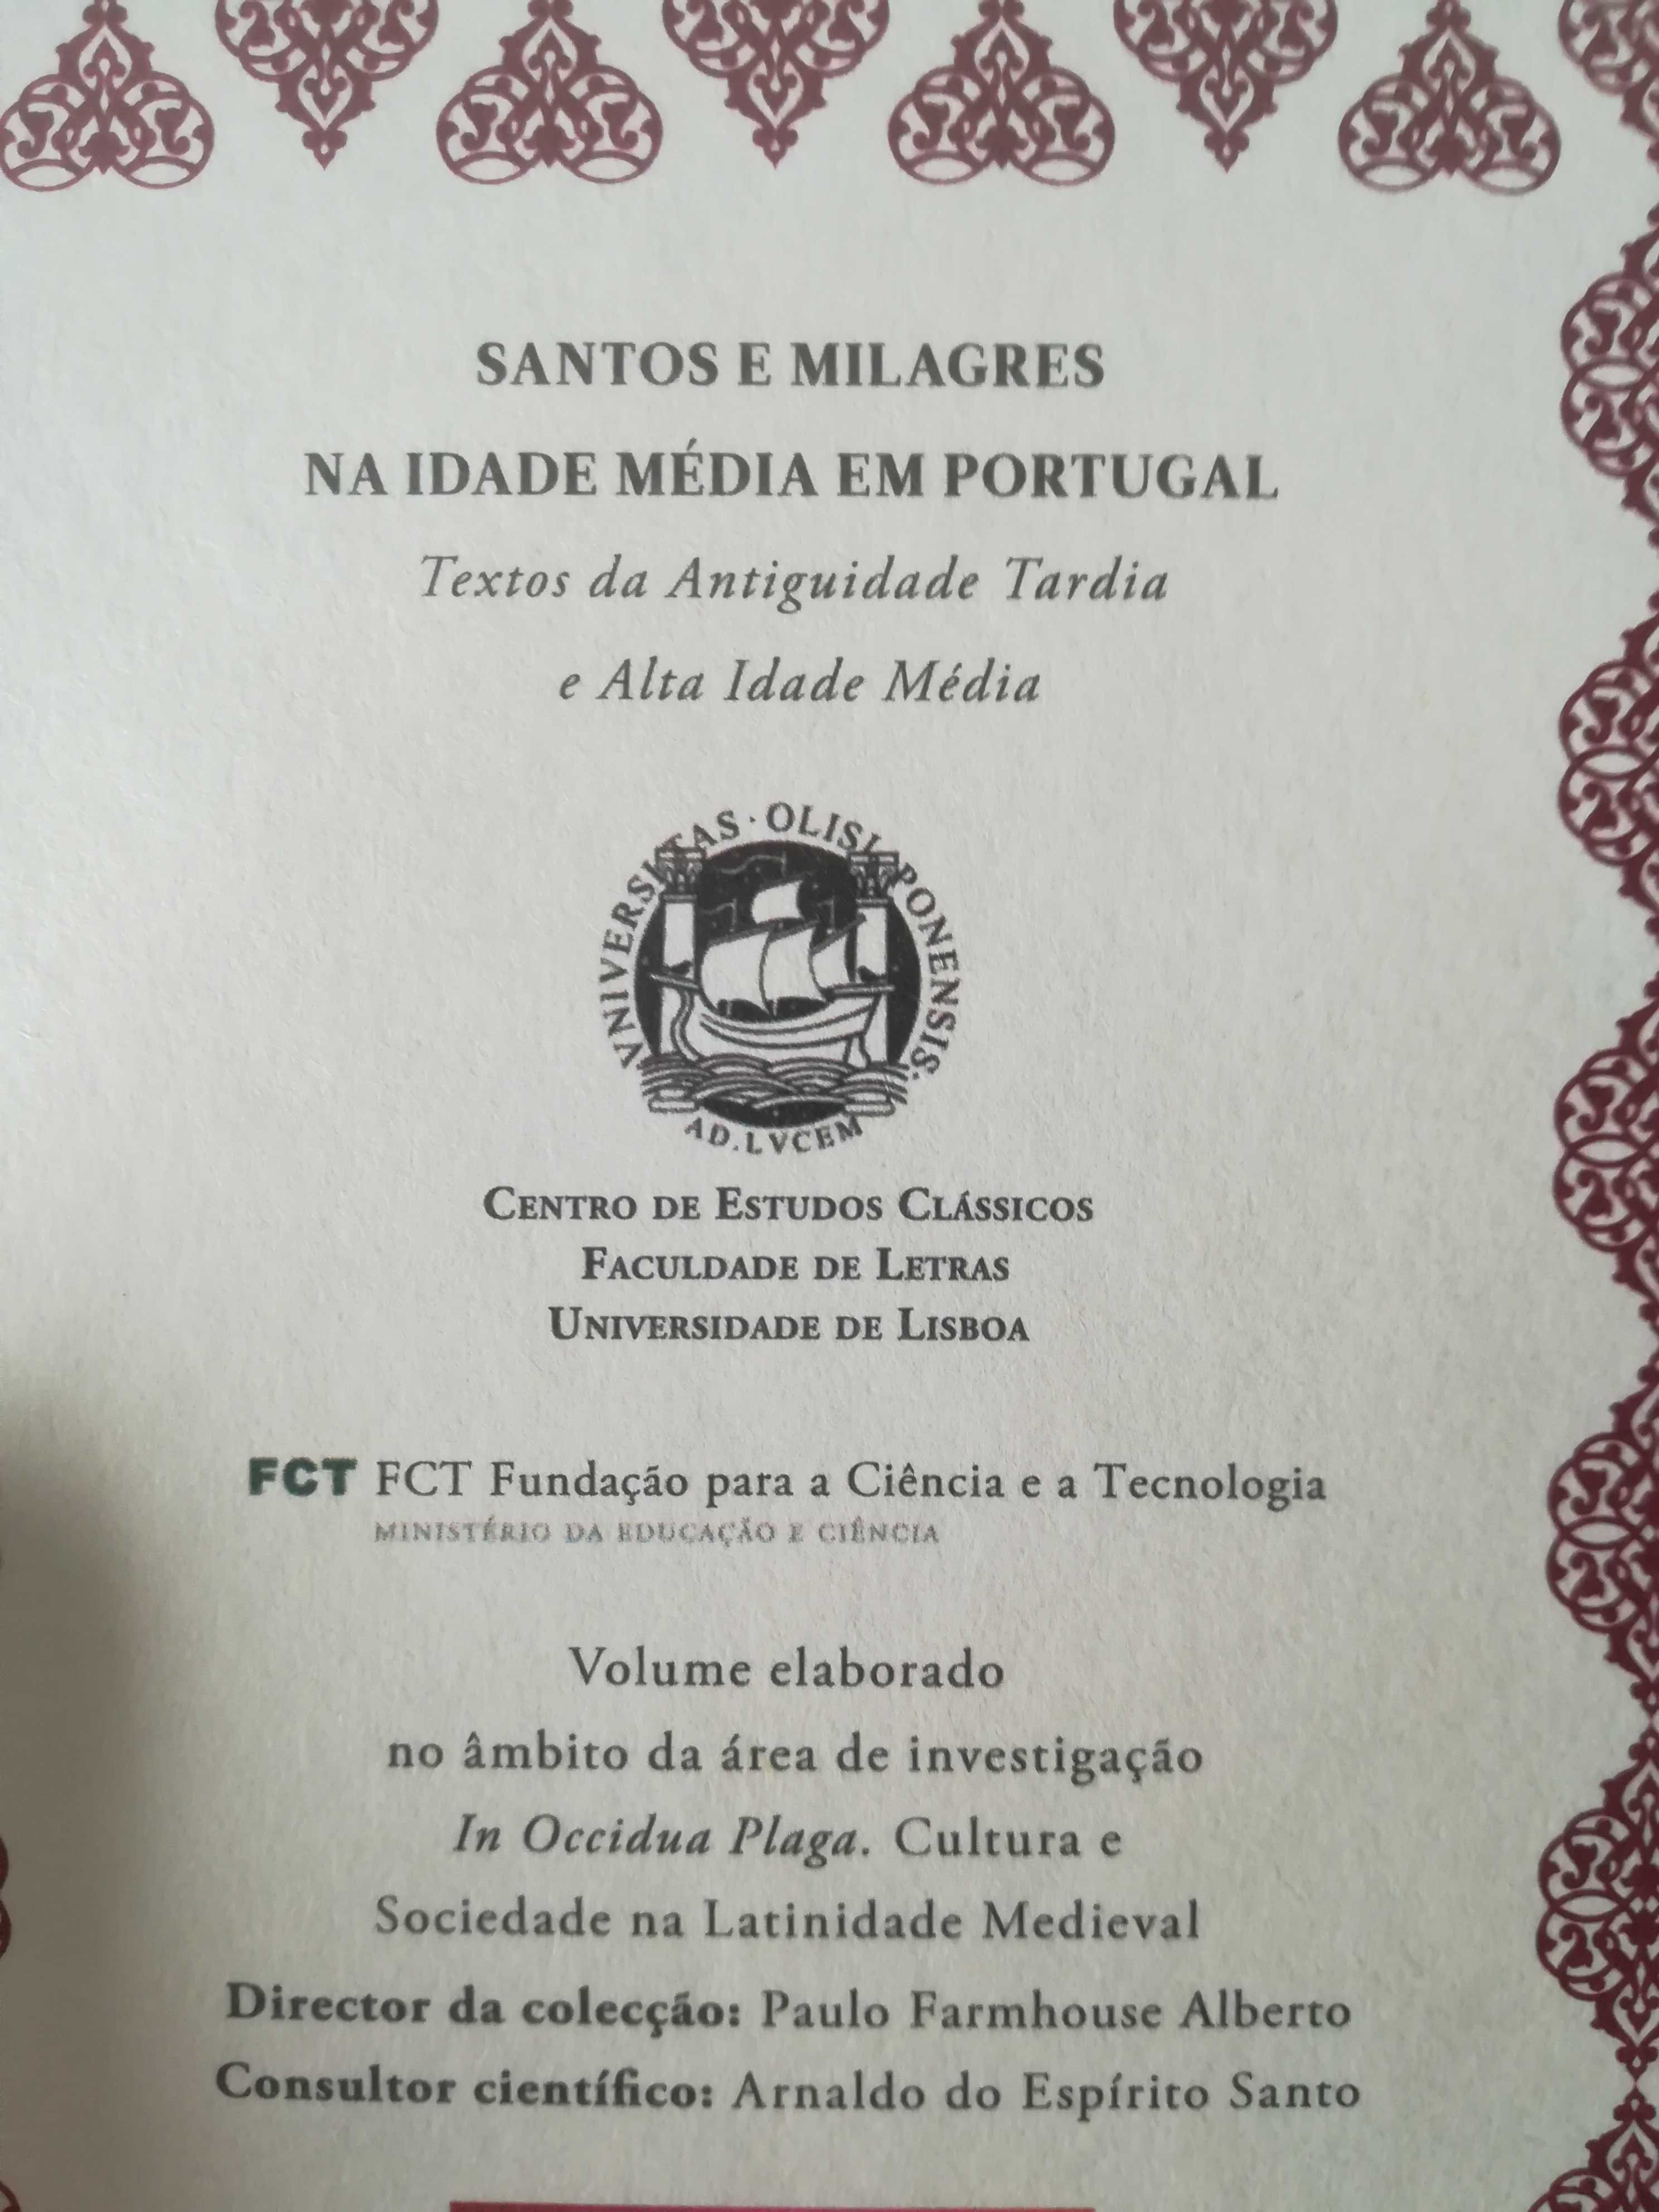 SANTOS E MILAGRES
NA IDADE MÉDIA EM PORTUGAL
Textos da Antiguidade Tardia
e Alta Idade Média
VNIVERSITAS · OLISIPONENSIS ·
AD.LVCEM
CENTRO DE ESTUDOS CLÁSSICOS
FACULDADE DE LETRAS
UNIVERSIDADE DE LISBOA
FCT FCT Fundação para a Ciência e a Tecnologia
MINISTÉRIO DA EDUCAÇÃO E CIÊNCIA
Volume elaborado
no âmbito da área de investigação
In Occidua Plaga. Cultura e
Sociedade na Latinidade Medieval
Director da colecção: Paulo Farmhouse Alberto
Consultor científico: Arnaldo do Espírito Santo